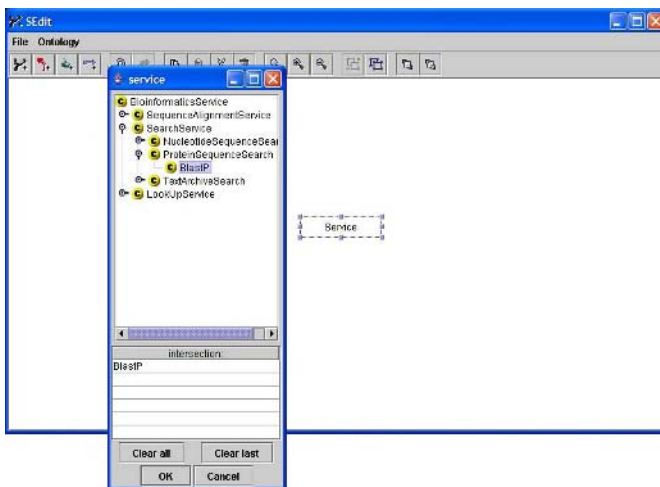 SEdit
File Ontology
service
BioinformaticsService
SequenceAlignmentService
SearchService
NucleotideSequenceSear
ProteinSequenceSearch
BlastP
TextArchiveSearch
LookUpService
Service
intersection:
BlastP
Clear all Clear last
OK Cancel